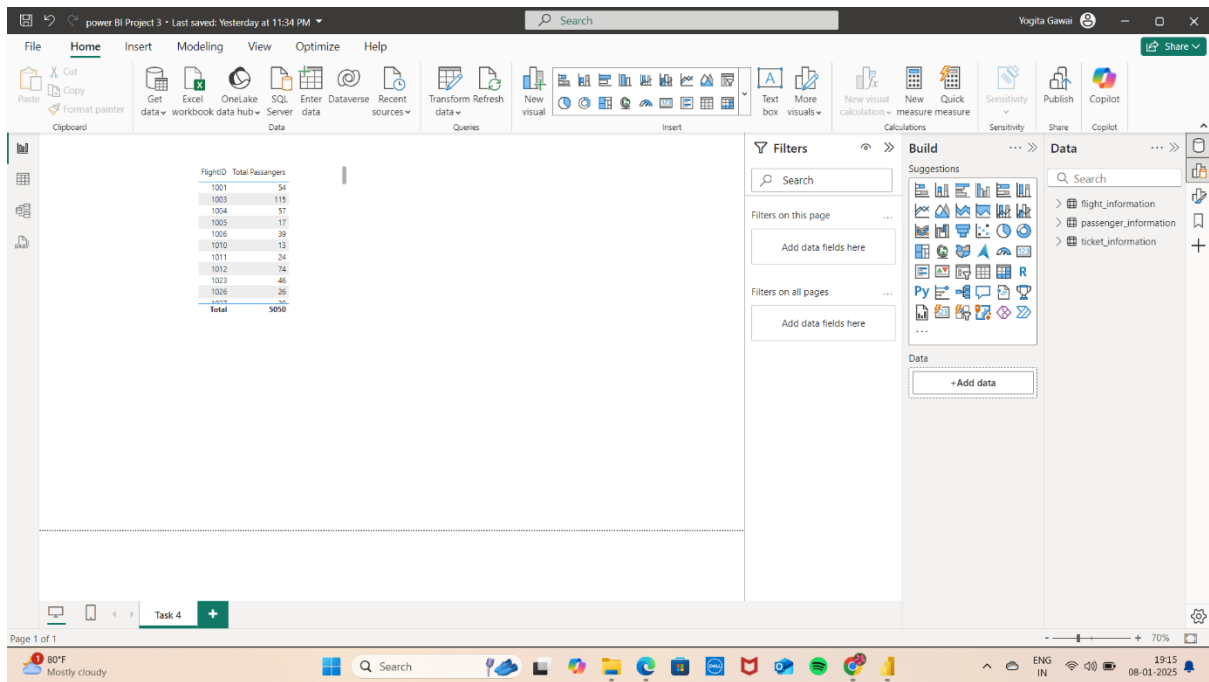 power BI Project 3 • Last saved: Yesterday at 11:34 PM
Search
Yogita Gawai
File Home Insert Modeling View Optimize Help
Share
Paste
Cut
Copy
Format painter
Clipboard
Get data
Excel workbook
OneLake data hub
SQL Server
Enter data
Dataverse
Recent sources
Data
Transform data
Refresh
Queries
New visual
Text box
More visuals
Insert
New visual calculation
New measure
Quick measure
Calculations
Sensitivity
Sensitivity
Publish
Share
Copilot
Copilot
FlightID Total Passangers
1001 54
1003 115
1004 57
1005 17
1006 39
1010 13
1011 24
1012 74
1023 46
1026 26
Total 5050
Filters
Search
Filters on this page ...
Add data fields here
Filters on all pages ...
Add data fields here
Build ...
Suggestions
123
R
Py
...
Data
+Add data
Data ...
Search
flight_information
passenger_information
ticket_information
Task 4
+
Page 1 of 1
- + 70%
1
80°F
Mostly cloudy
Search
DELL
ENG
IN
19:15
08-01-2025